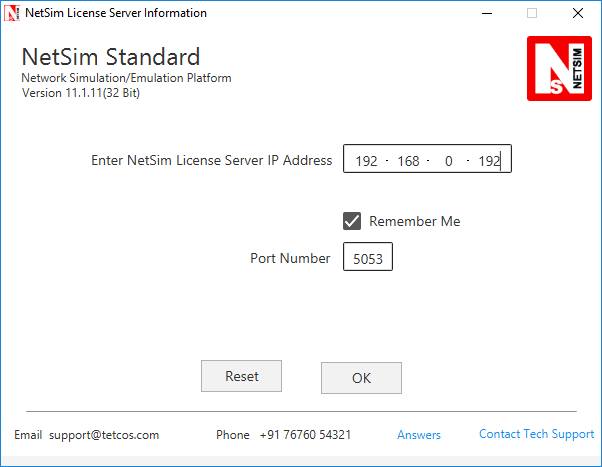 NetSim License Server Information
NetSim Standard
Network Simulation/Emulation Platform
Version 11.1.11(32 Bit)
NS NETSIM
Enter NetSim License Server IP Address 192 . 168 . 0 . 192
Remember Me
Port Number 5053
Reset OK
Email support@tetcos.com Phone +91 76760 54321 Answers Contact Tech Support